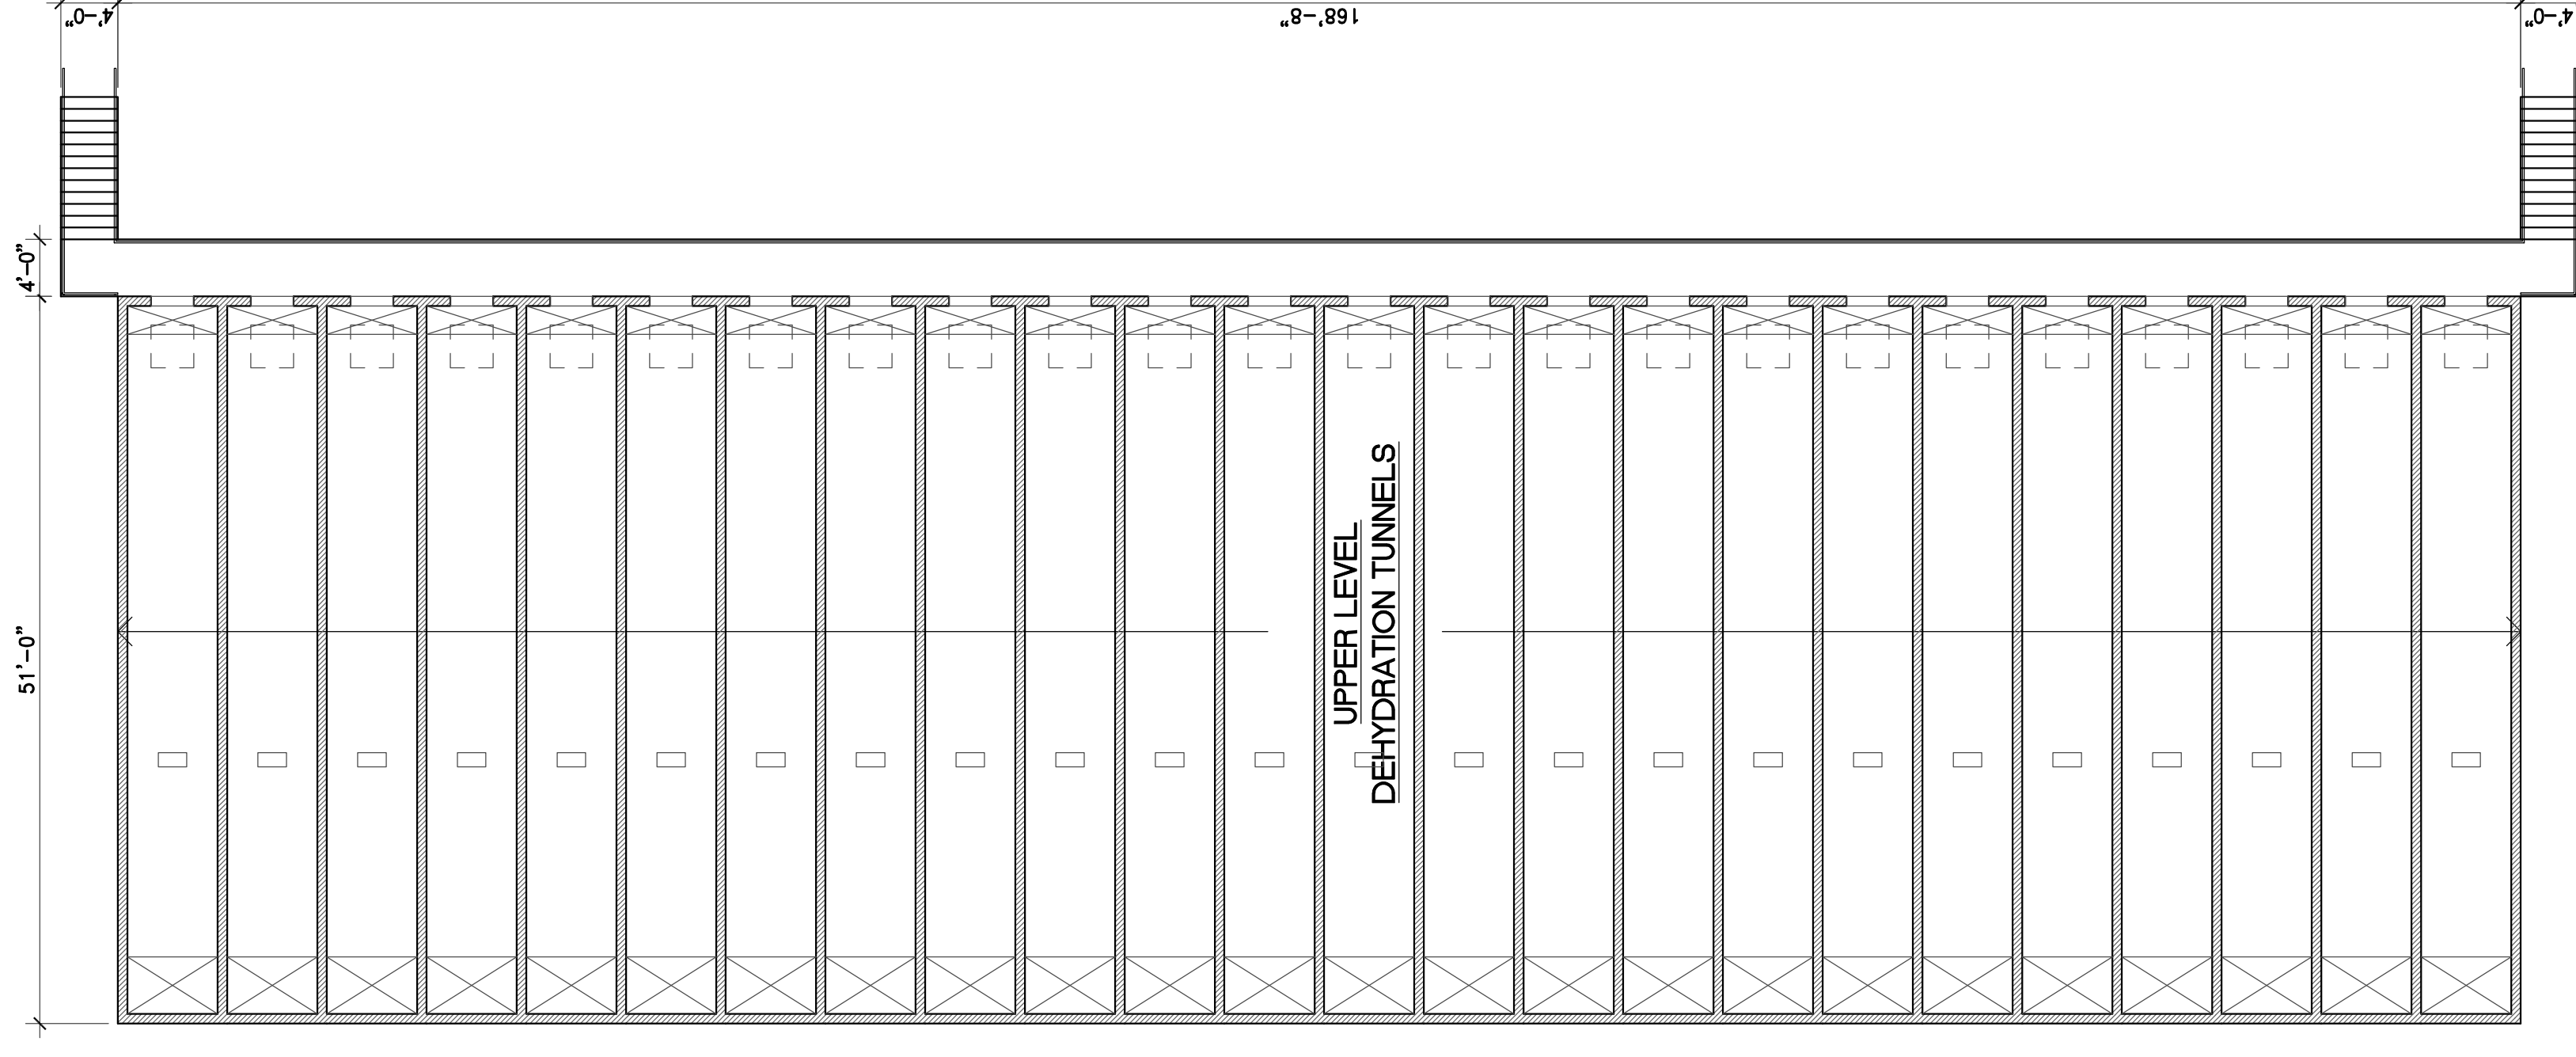 4'-0"
168'-8"
4'-0"
4'-0"
51'-0"
UPPER LEVEL
DEHYDRATION TUNNELS